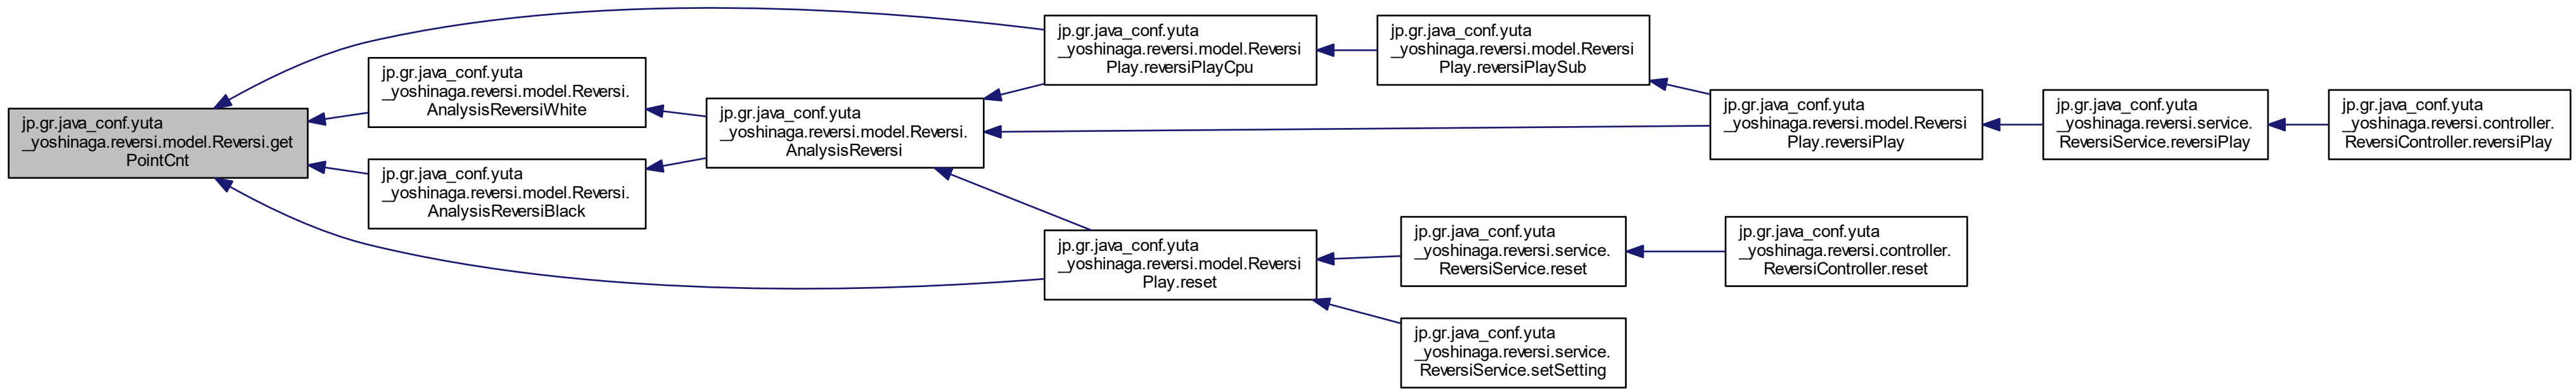 jp.gr.java_conf.yuta
_yoshinaga.reversi.model.Reversi.get
PointCnt
jp.gr.java_conf.yuta
_yoshinaga.reversi.model.Reversi.
AnalysisReversiWhite
jp.gr.java_conf.yuta
_yoshinaga.reversi.model.Reversi.
AnalysisReversiBlack
jp.gr.java_conf.yuta
_yoshinaga.reversi.model.Reversi.
AnalysisReversi
jp.gr.java_conf.yuta
_yoshinaga.reversi.model.Reversi
Play.reversiPlayCpu
jp.gr.java_conf.yuta
_yoshinaga.reversi.model.Reversi
Play.reset
jp.gr.java_conf.yuta
_yoshinaga.reversi.model.Reversi
Play.reversiPlaySub
jp.gr.java_conf.yuta
_yoshinaga.reversi.service.
ReversiService.reset
jp.gr.java_conf.yuta
_yoshinaga.reversi.service.
ReversiService.setSetting
jp.gr.java_conf.yuta
_yoshinaga.reversi.model.Reversi
Play.reversiPlay
jp.gr.java_conf.yuta
_yoshinaga.reversi.controller.
ReversiController.reset
jp.gr.java_conf.yuta
_yoshinaga.reversi.service.
ReversiService.reversiPlay
jp.gr.java_conf.yuta
_yoshinaga.reversi.controller.
ReversiController.reversiPlay